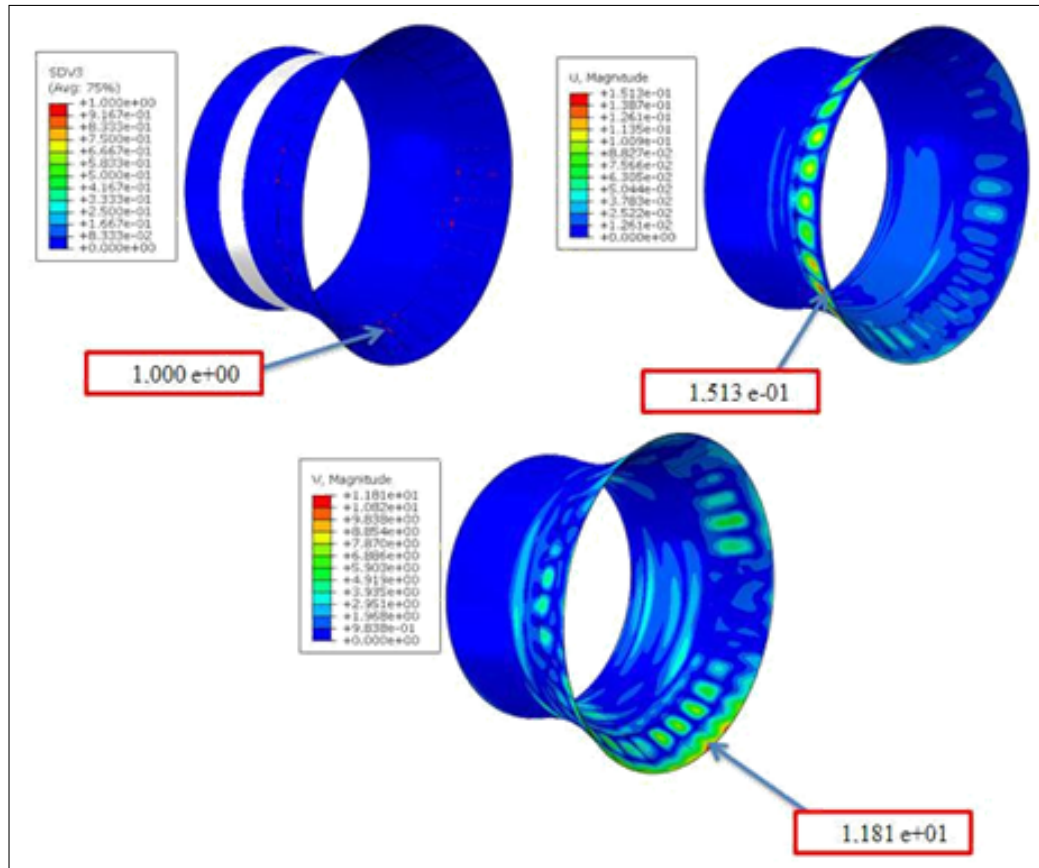 SDV3
(Avg: 75%)
+1.000e+00
+9.167e-01
+8.333e-01
+7.500e-01
+6.667e-01
+5.833e-01
+5.000e-01
+4.167e-01
+3.333e-01
+2.500e-01
+1.667e-01
+8.333e-02
+0.000e+00
1.000 e+00
U, Magnitude
+1.513e-01
+1.387e-01
+1.261e-01
+1.135e-01
+1.009e-01
+8.827e-02
+7.566e-02
+6.305e-02
+5.044e-02
+3.783e-02
+2.522e-02
+1.261e-02
+0.000e+00
1.513 e-01
V, Magnitude
+1.181e+01
+1.082e+01
+9.838e+00
+8.854e+00
+7.870e+00
+6.886e+00
+5.903e+00
+4.919e+00
+3.935e+00
+2.951e+00
+1.968e+00
+9.838e-01
+0.000e+00
1.181 e+01